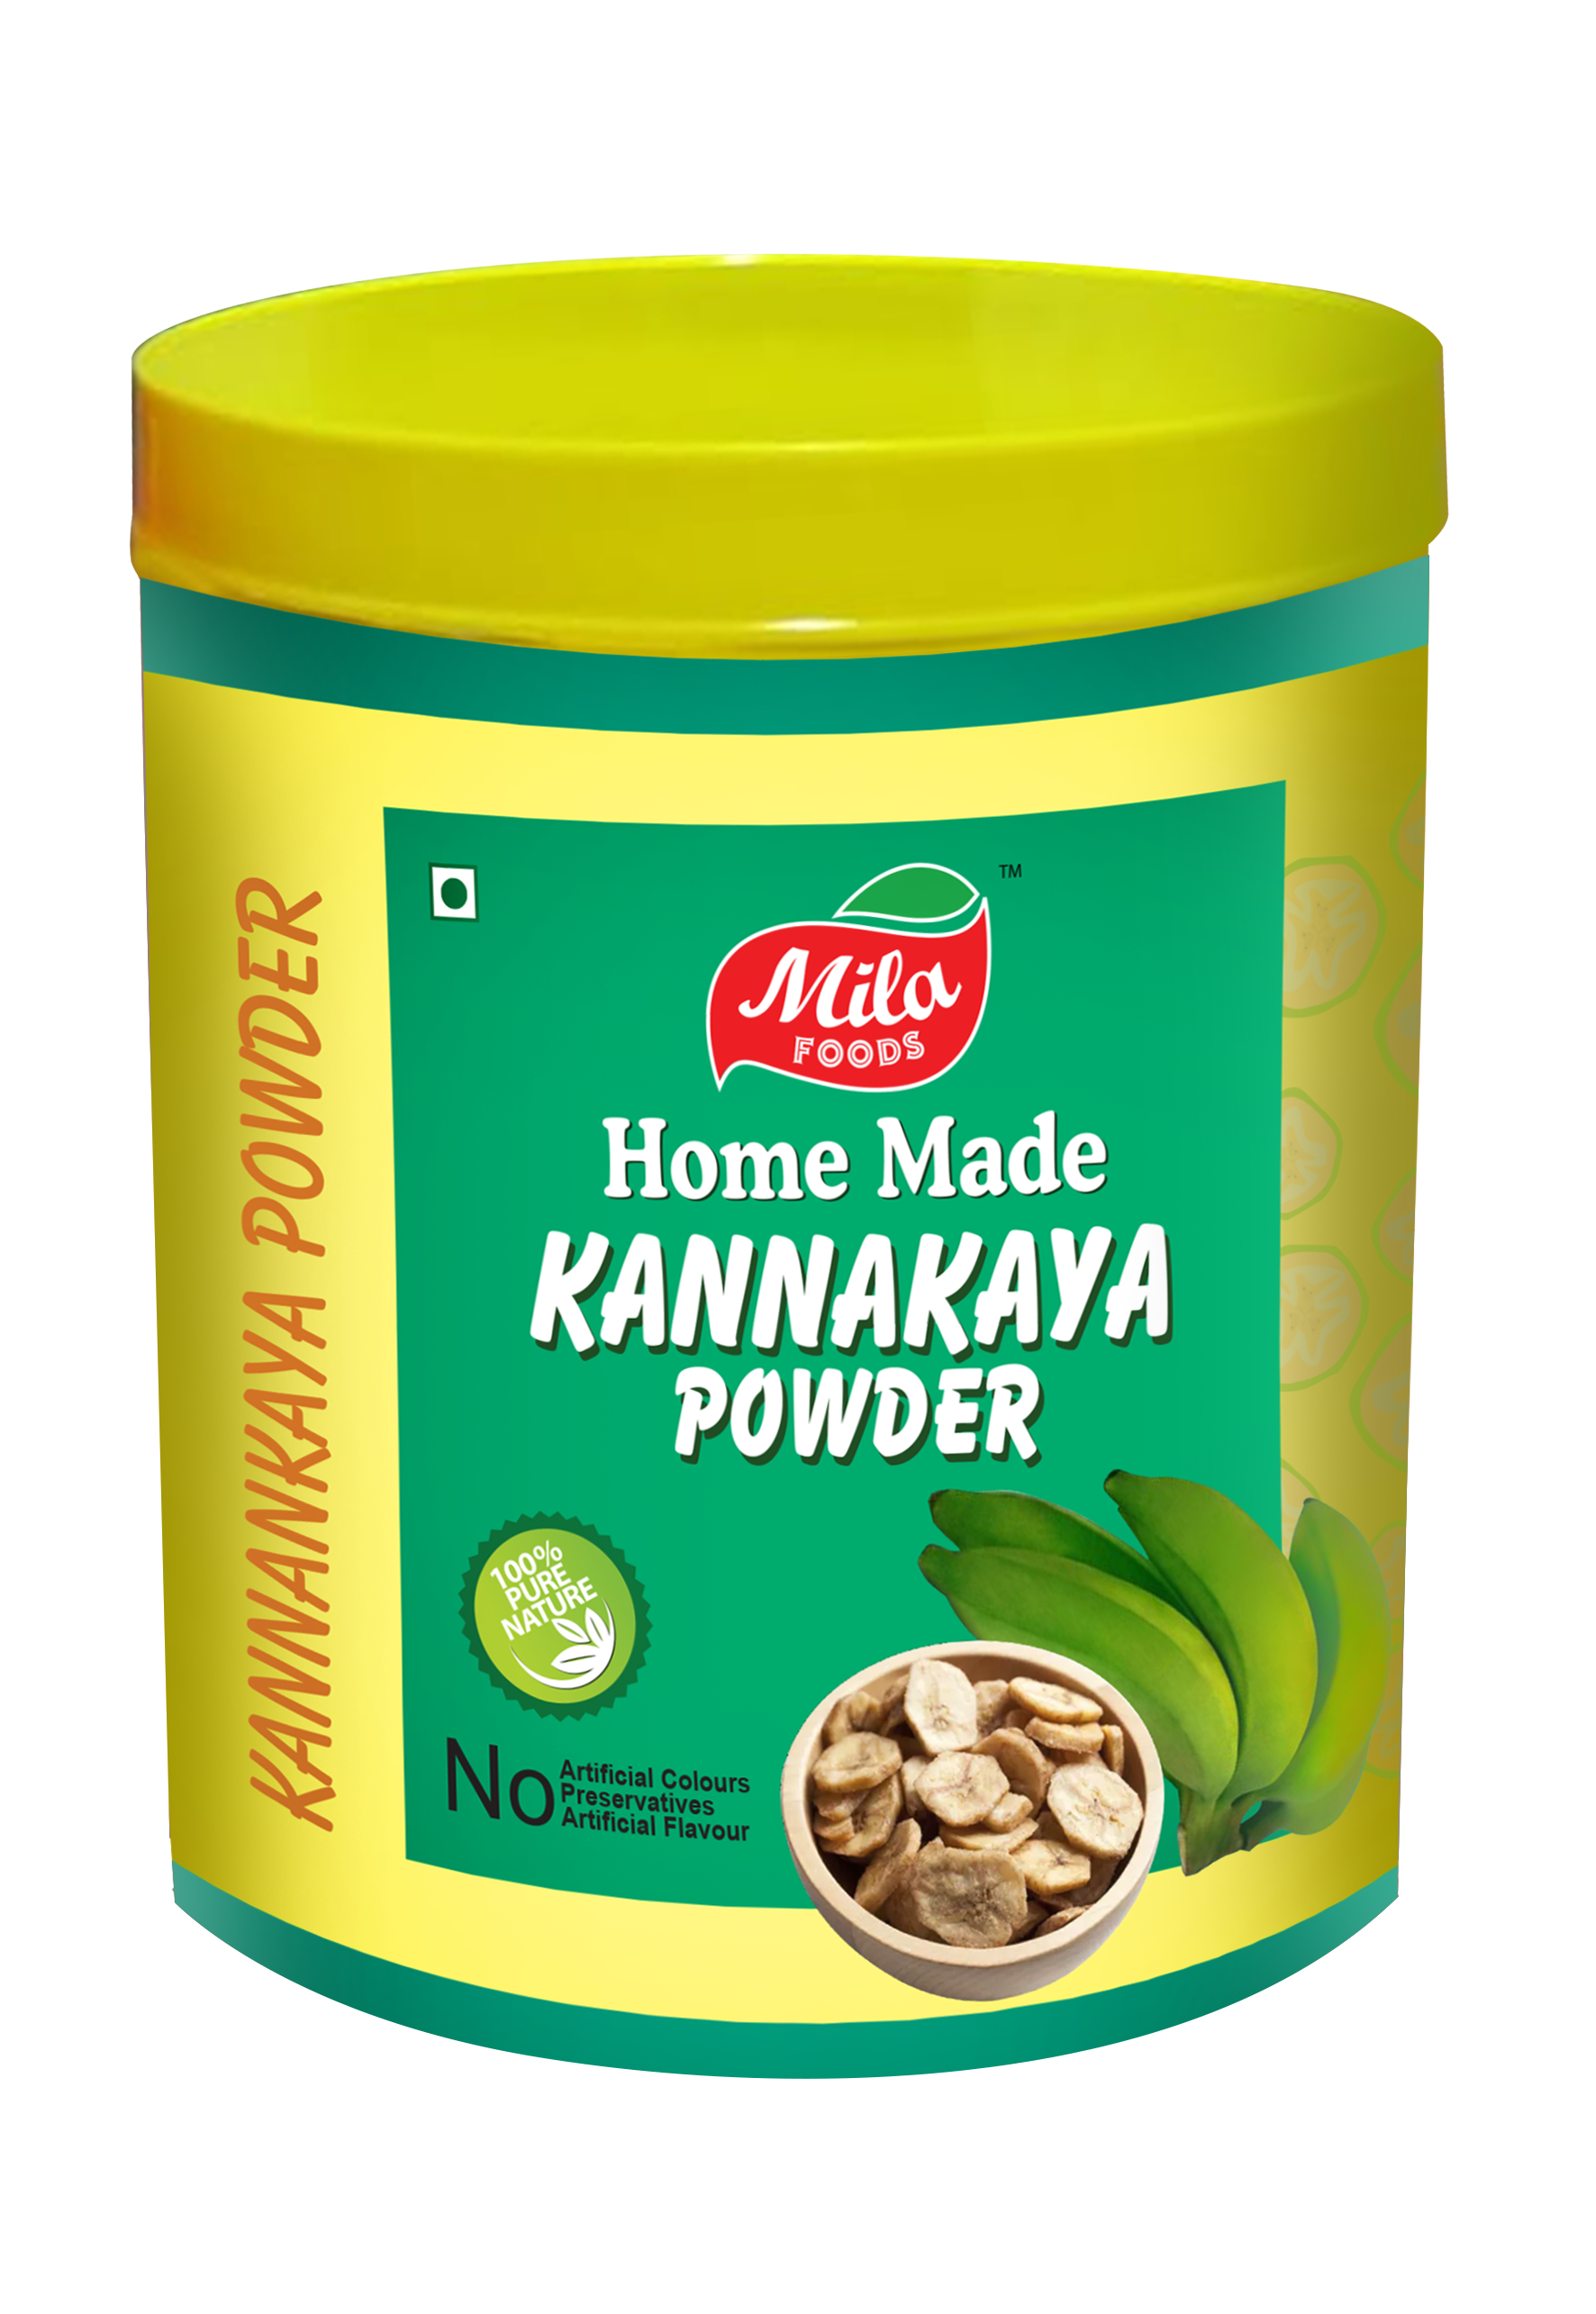 TM
Mila
FOODS
Home Made
KANNAKAYA
POWDER
KANNANKAYA POWDER
100%
PURE
NATURE
No
Artificial Colours
Preservatives
Artificial Flavour